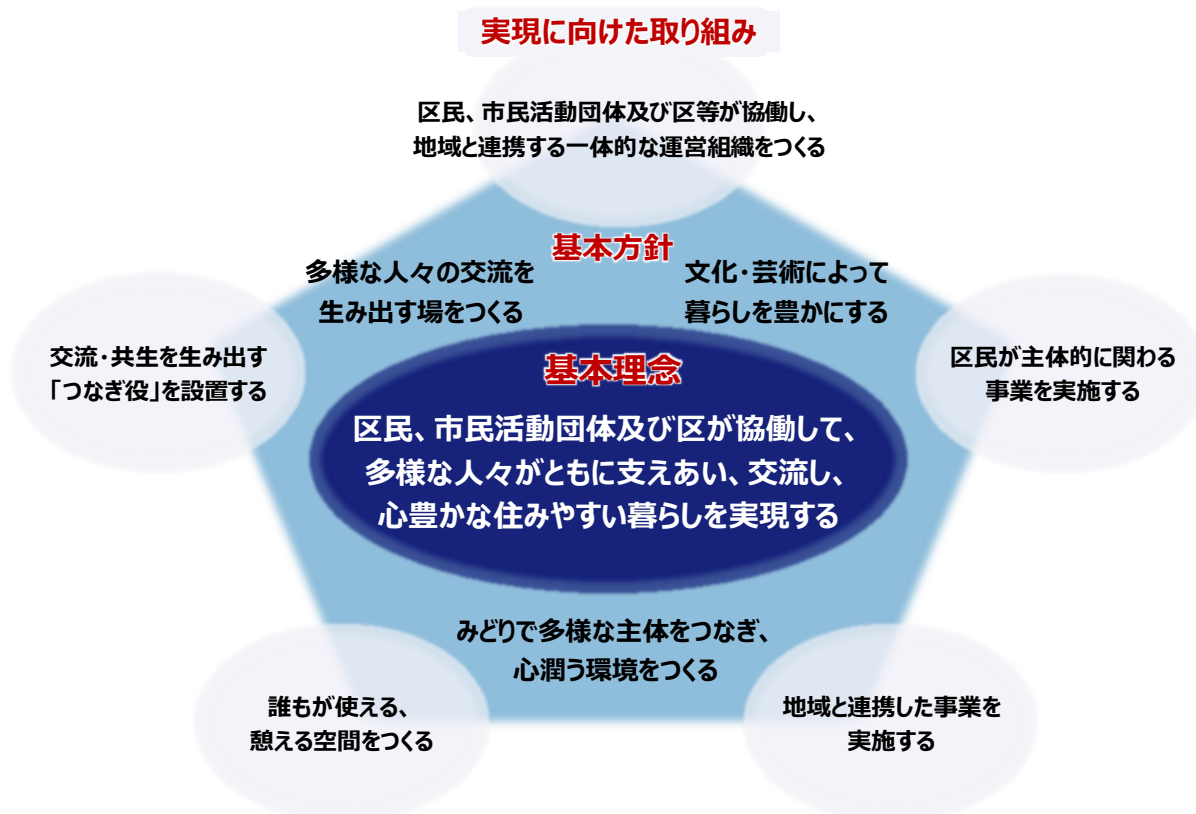 実現に向けた取り組み
区民、市民活動団体及び区等が協働し、
地域と連携する一体的な運営組織をつくる
基本方針
多様な人々の交流を
生み出す場をつくる
文化・芸術によって
暮らしを豊かにする
交流・共生を生み出す
「つなぎ役」を設置する
区民が主体的に関わる
事業を実施する
基本理念
区民、市民活動団体及び区が協働して、
多様な人々がともに支えあい、交流し、
心豊かな住みやすい暮らしを実現する
みどりで多様な主体をつなぎ、
心潤う環境をつくる
誰もが使える、
憩える空間をつくる
地域と連携した事業を
実施する